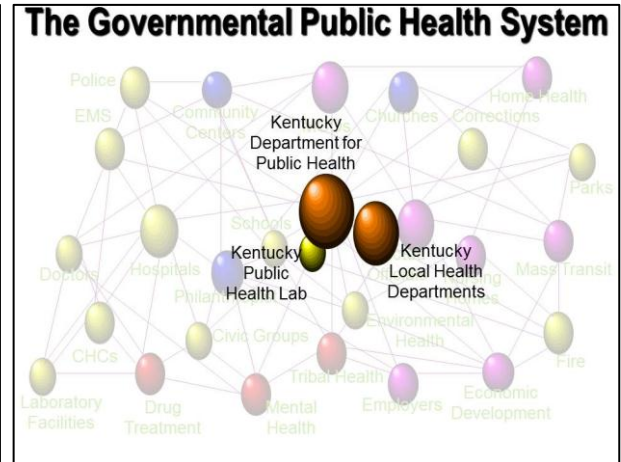 The Governmental Public Health System
Police
EMS
Community
Centers
Churches
Home Health
Corrections
Kentucky
Department for
Public Health
Parks
Schools
Doctors
Hospitals
Kentucky
Public
Health Lab
Kentucky
Local Health
Departments
Mass Transit
CHCs
Civic Groups
Environmental
Health
Fire
Laboratory
Facilities
Drug
Treatment
Mental
Health
Tribal Health
Employers
Economic
Development